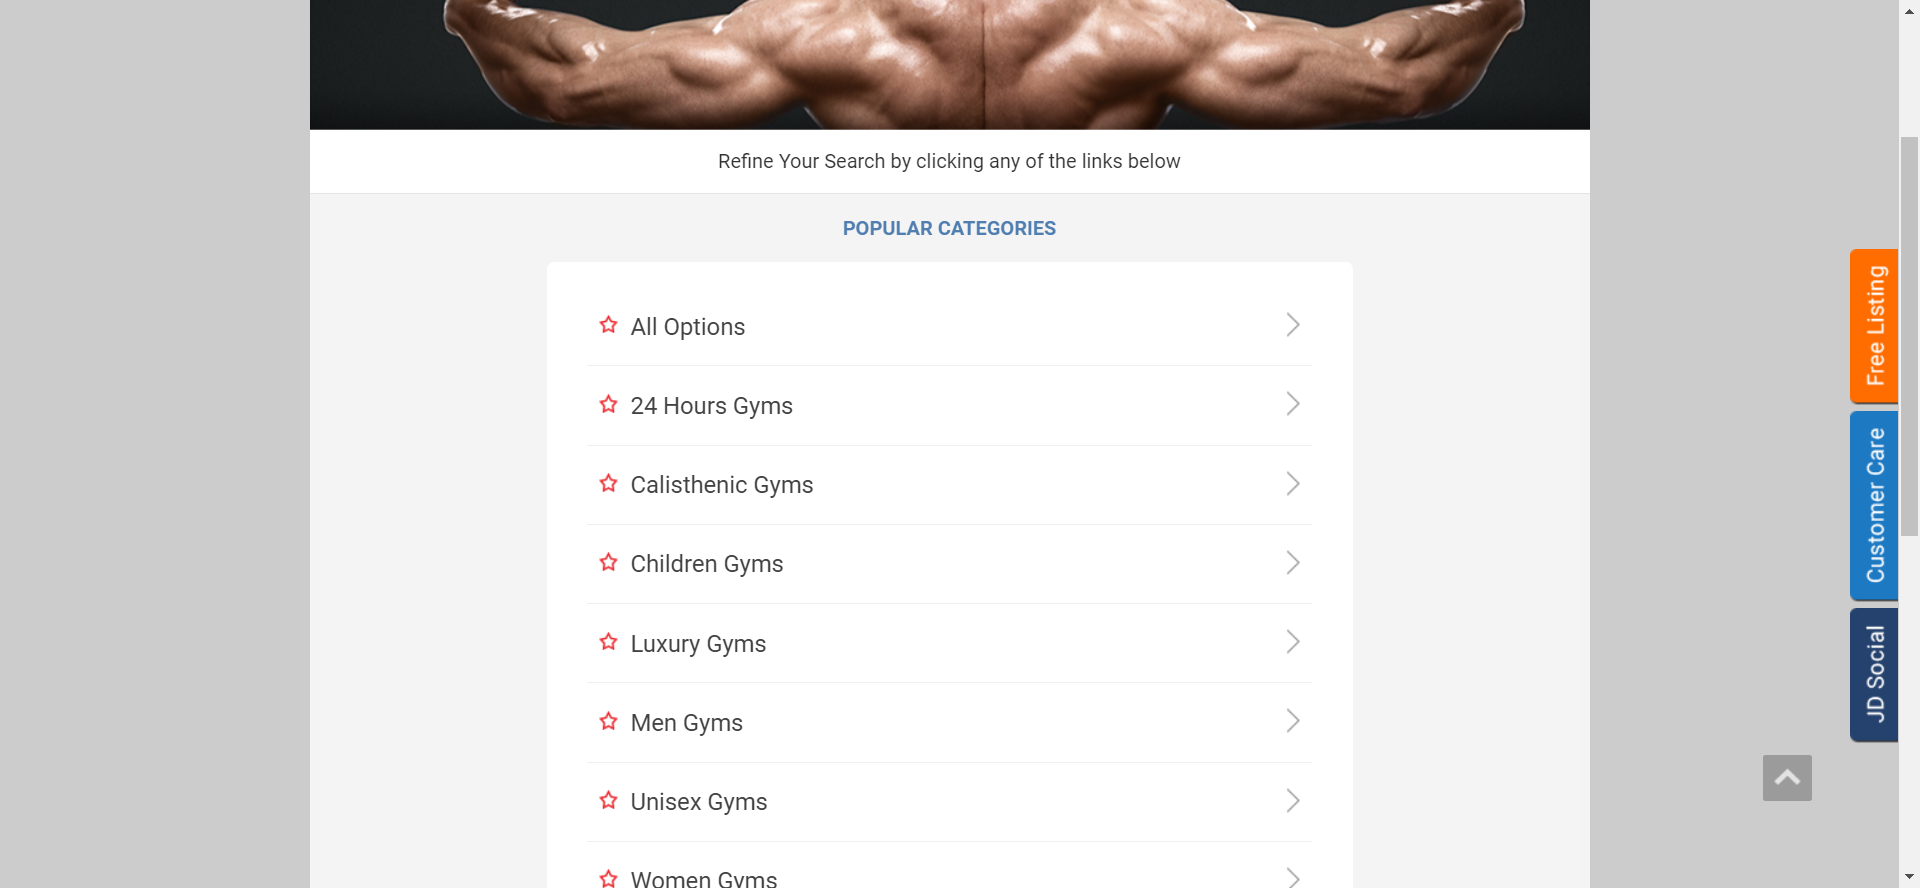 Refine Your Search by clicking any of the links below
POPULAR CATEGORIES
All Options
24 Hours Gyms
Calisthenic Gyms
Children Gyms
Luxury Gyms
Men Gyms
Unisex Gyms
Women Gyms
Free Listing
Customer Care
JD Social